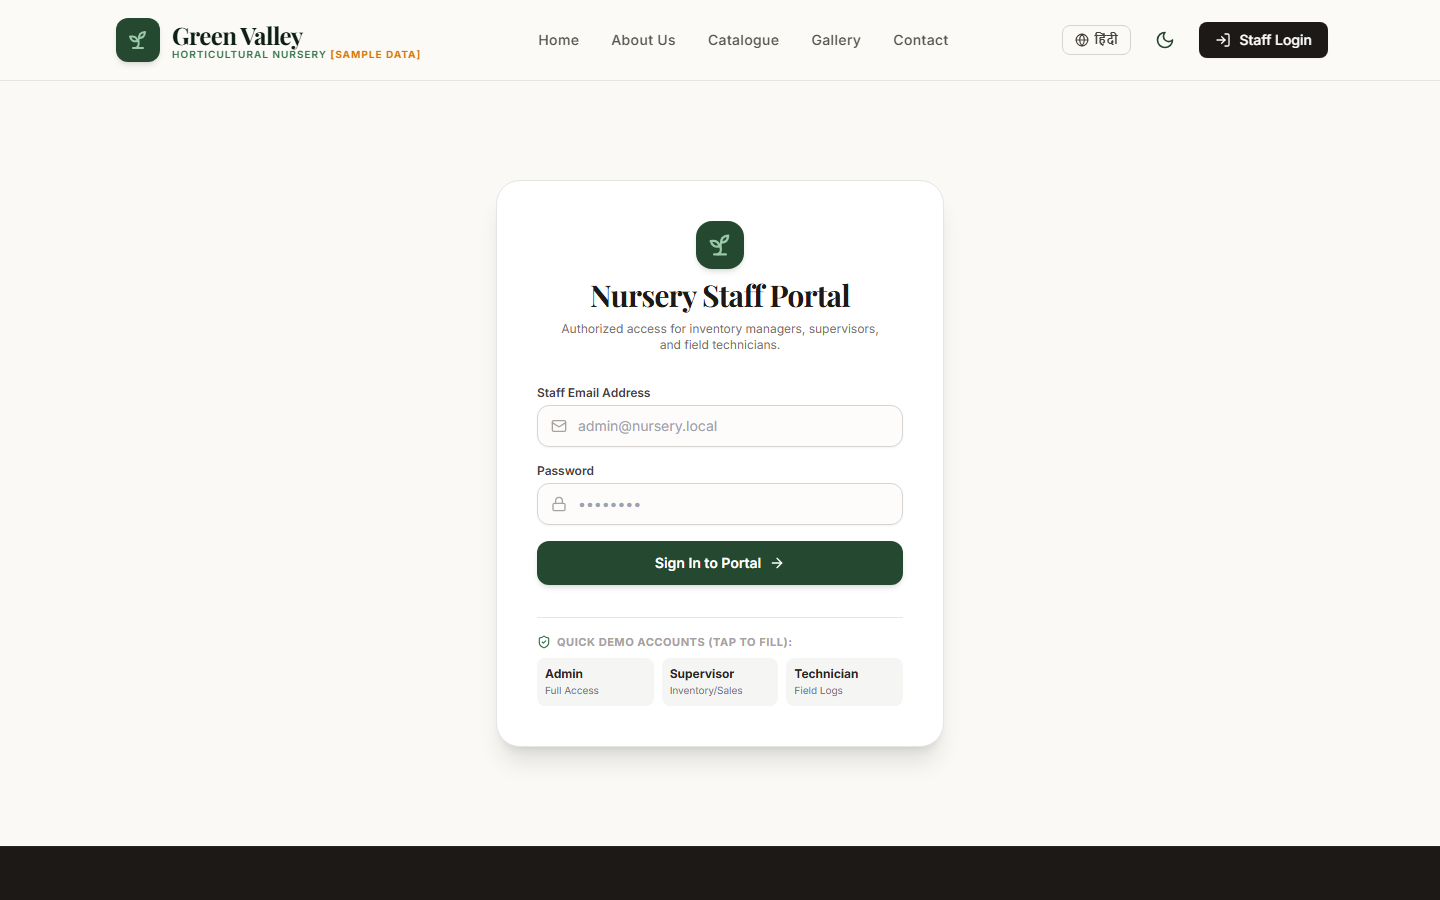 Green Valley
HORTICULTURAL NURSERY [SAMPLE DATA]
Home
About Us
Catalogue
Gallery
Contact
हिंदी
Staff Login
Nursery Staff Portal
Authorized access for inventory managers, supervisors,
and field technicians.
Staff Email Address
admin@nursery.local
Password
••••••••
Sign In to Portal
QUICK DEMO ACCOUNTS (TAP TO FILL):
Admin
Full Access
Supervisor
Inventory/Sales
Technician
Field Logs